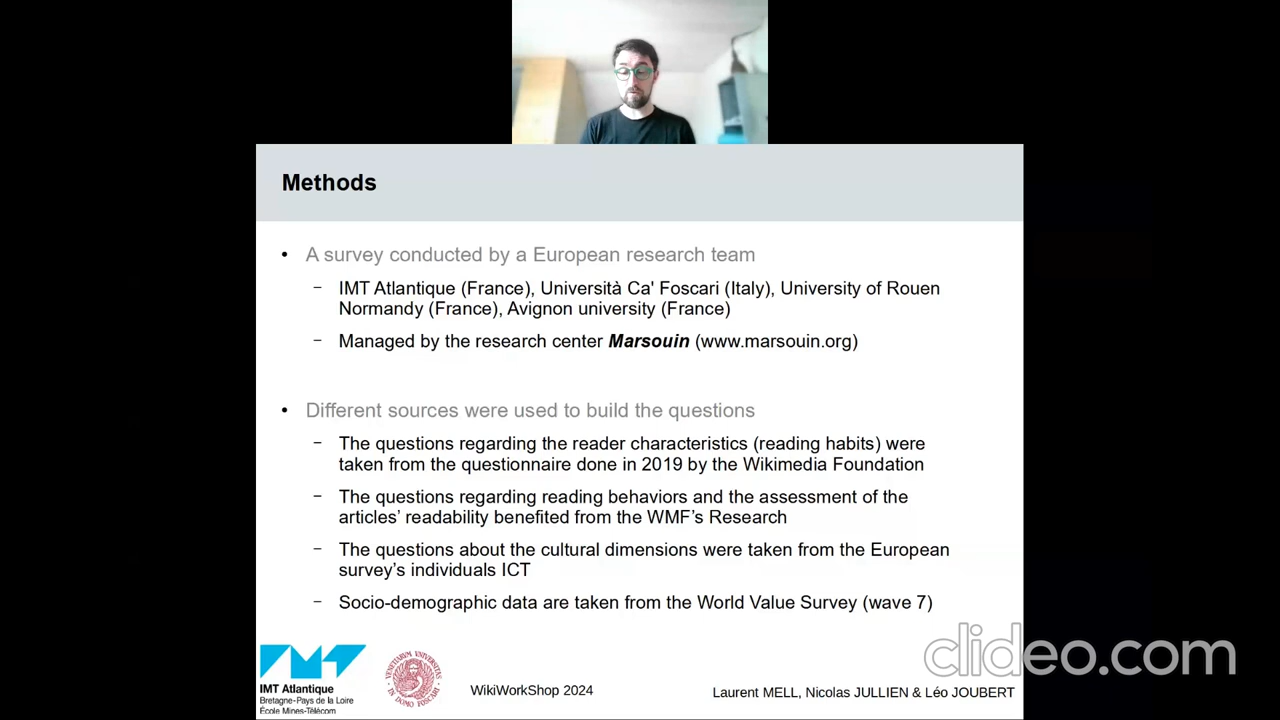 Methods
• A survey conducted by a European research team
– IMT Atlantique (France), Università Ca' Foscari (Italy), University of Rouen
Normandy (France), Avignon university (France)
– Managed by the research center Marsouin (www.marsouin.org)
• Different sources were used to build the questions
– The questions regarding the reader characteristics (reading habits) were
taken from the questionnaire done in 2019 by the Wikimedia Foundation
– The questions regarding reading behaviors and the assessment of the
articles’ readability benefited from the WMF’s Research
– The questions about the cultural dimensions were taken from the European
survey’s individuals ICT
– Socio-demographic data are taken from the World Value Survey (wave 7)
clideo.com
IMT Atlantique
Bretagne-Pays de la Loire
École Mines-Télécom
WikiWorkShop 2024
Laurent MELL, Nicolas JULLIEN & Léo JOUBERT